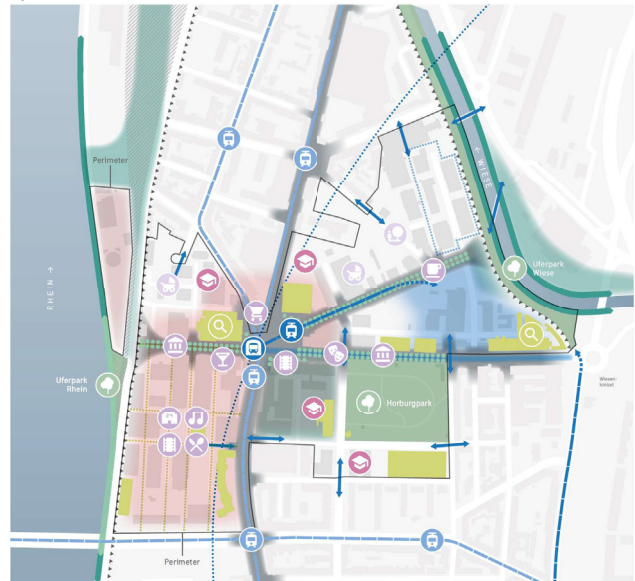 Perimeter
← WIESE
Uferpark
Wiese
RHEIN →
Uferpark
Rhein
Horburgpark
Wiesen-
kreisel
Perimeter